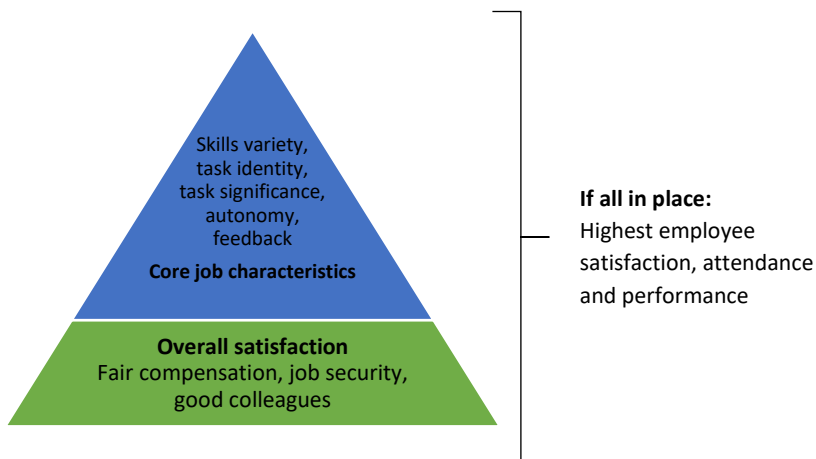 Skills variety,
task identity,
task significance,
autonomy,
feedback
Core job characteristics
Overall satisfaction
Fair compensation, job security,
good colleagues
If all in place:
Highest employee
satisfaction, attendance
and performance